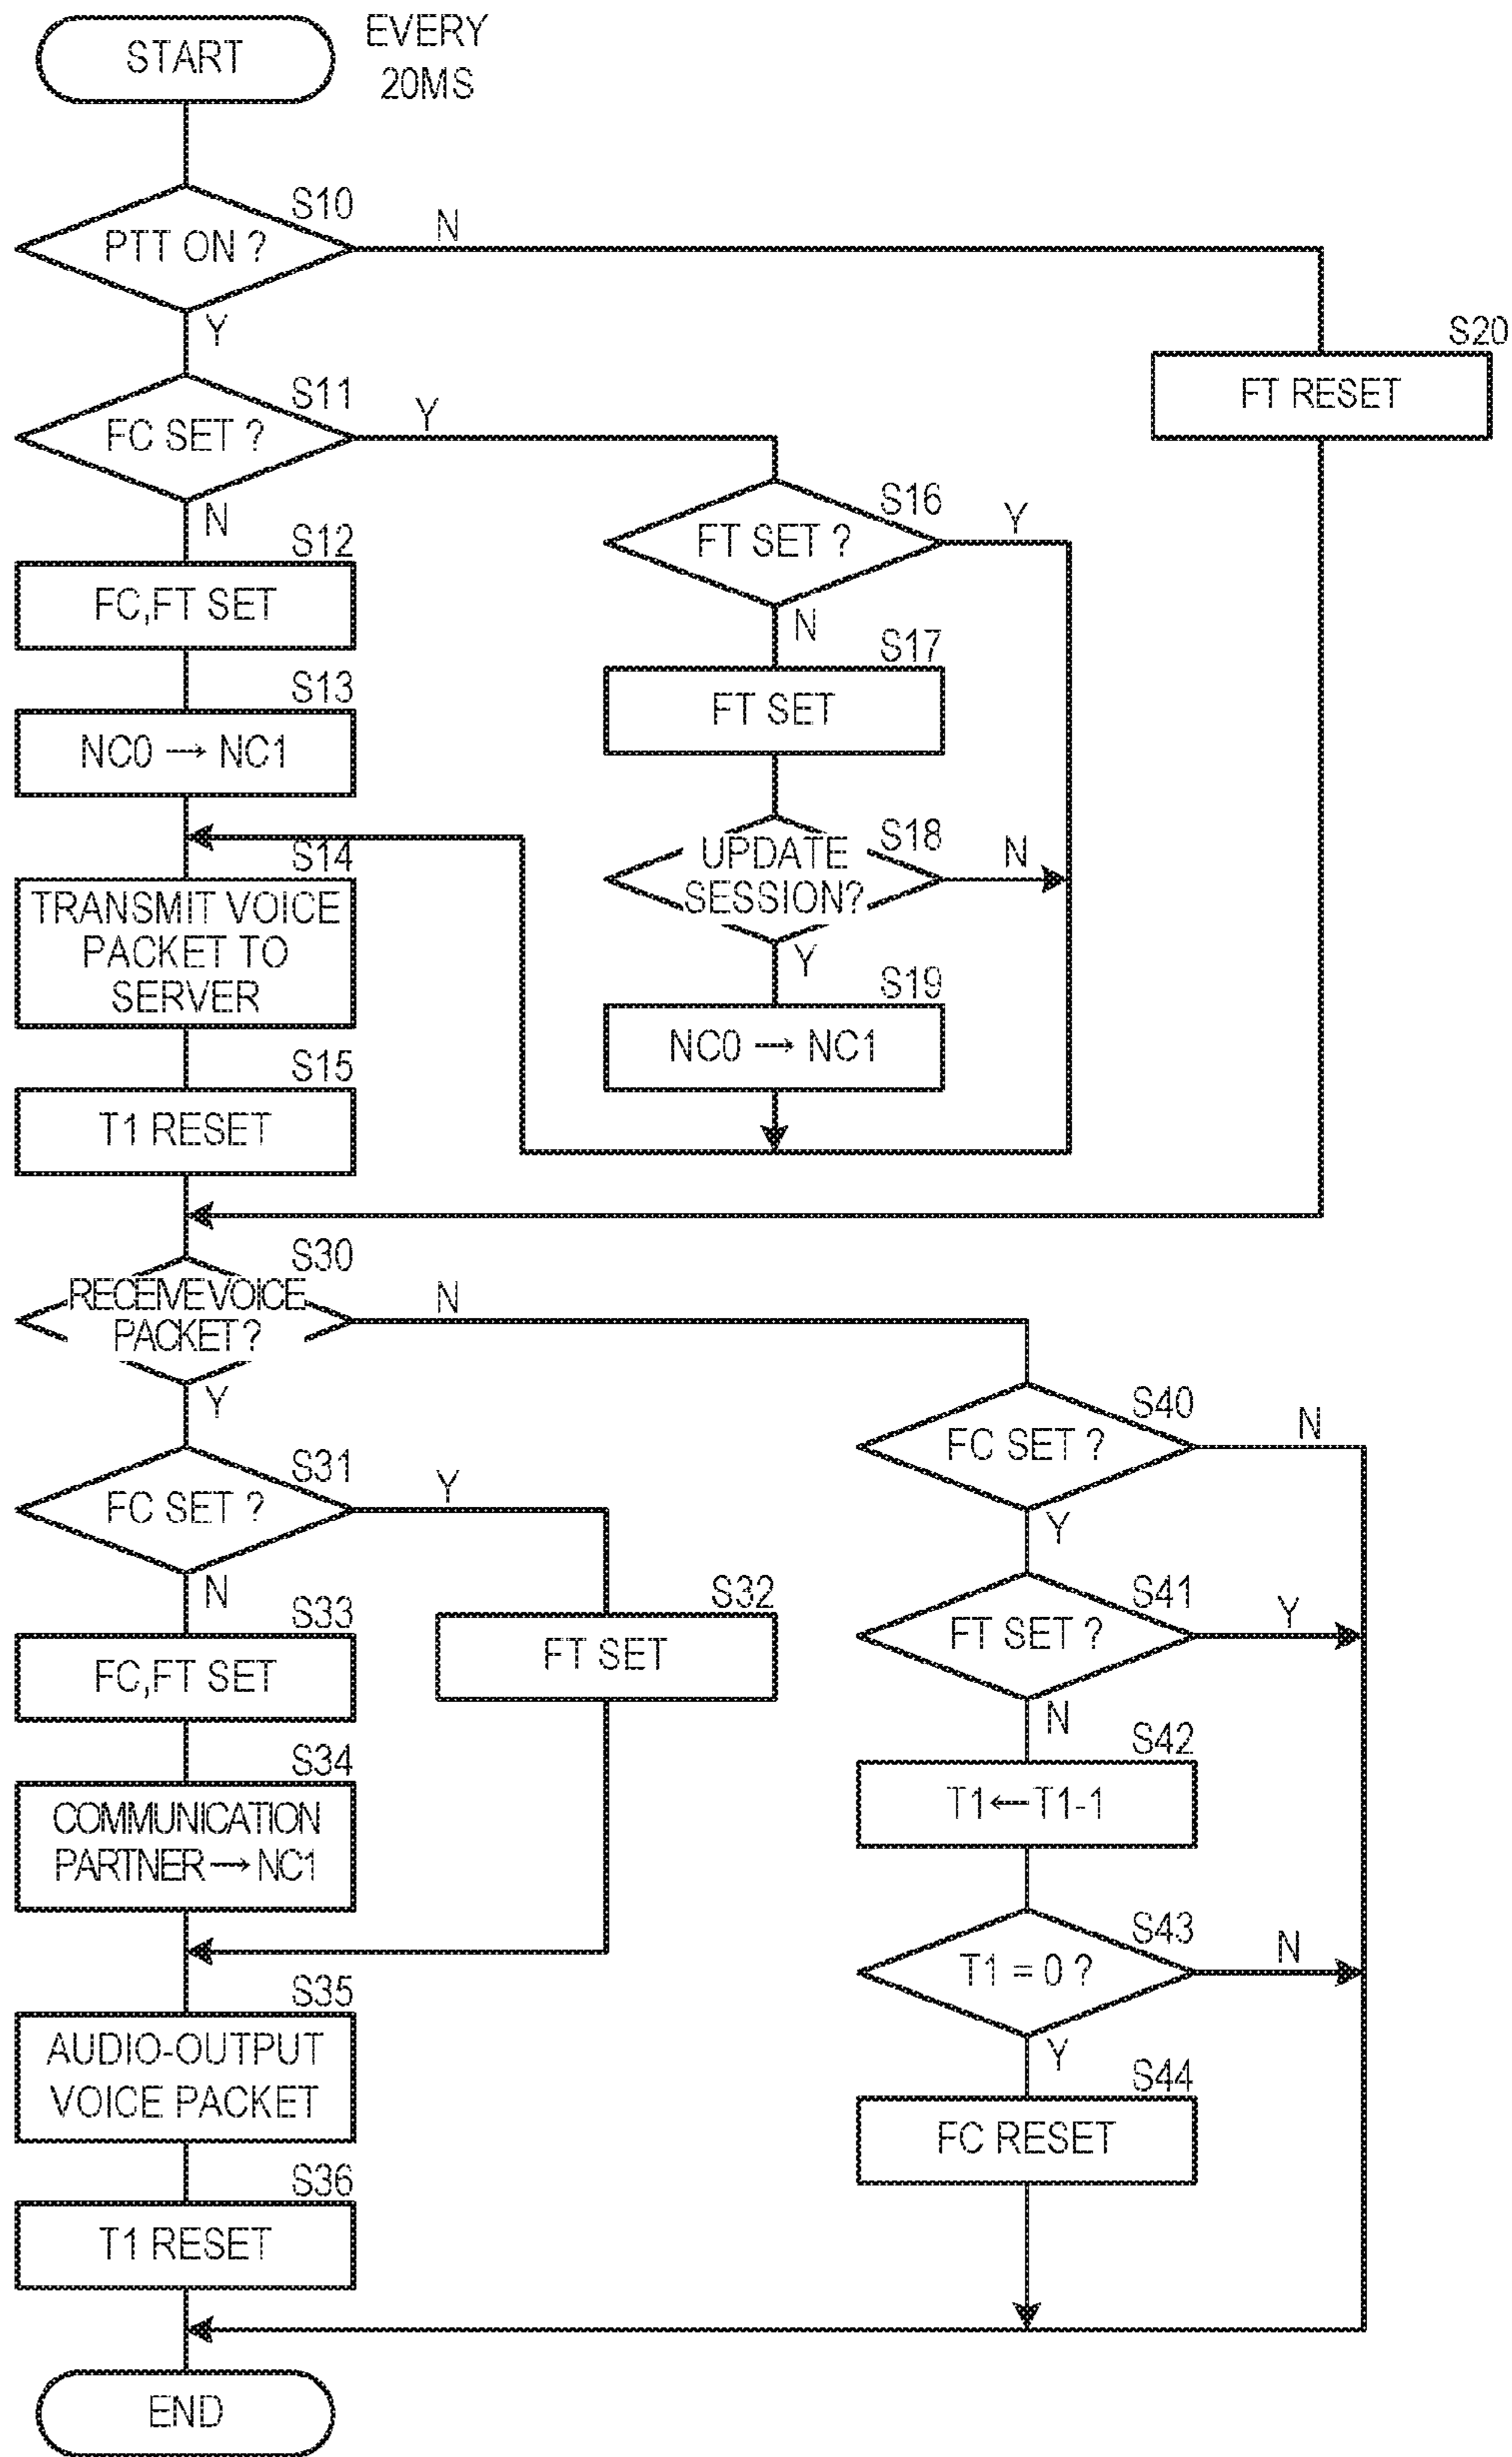 START
EVERY
20MS
S10
PTT ON ?
N
Y
S20
FT RESET
S11
FC SET ?
Y
N
S16
FT SET ?
Y
N
S12
FC,FT SET
S17
FT SET
S13
NC0 → NC1
S18
UPDATE
SESSION?
N
Y
S14
TRANSMIT VOICE
PACKET TO
SERVER
S19
NC0 → NC1
S15
T1 RESET
S30
RECEIVE VOICE
PACKET ?
N
Y
S40
FC SET ?
N
Y
S31
FC SET ?
Y
N
S41
FT SET ?
Y
N
S32
FT SET
S33
FC,FT SET
S42
T1←T1-1
S34
COMMUNICATION
PARTNER → NC1
S43
T1 = 0 ?
N
Y
S35
AUDIO-OUTPUT
VOICE PACKET
S44
FC RESET
S36
T1 RESET
END